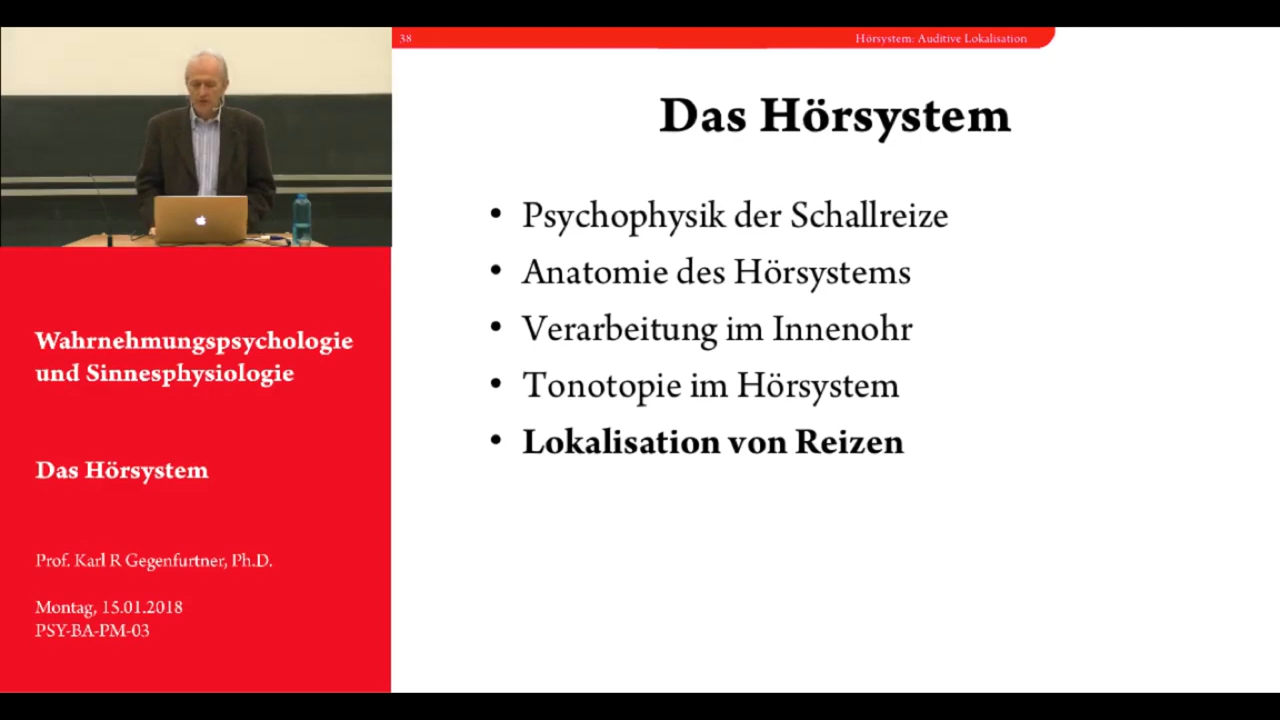 38 Hörsystem: Auditive Lokalisation
Das Hörsystem
• Psychophysik der Schallreize
• Anatomie des Hörsystems
• Verarbeitung im Innenohr
• Tonotopie im Hörsystem
• Lokalisation von Reizen
Wahrnehmungspsychologie
und Sinnesphysiologie
Das Hörsystem
Prof. Karl R Gegenfurtner, Ph.D.
Montag, 15.01.2018
PSY-BA-PM-03